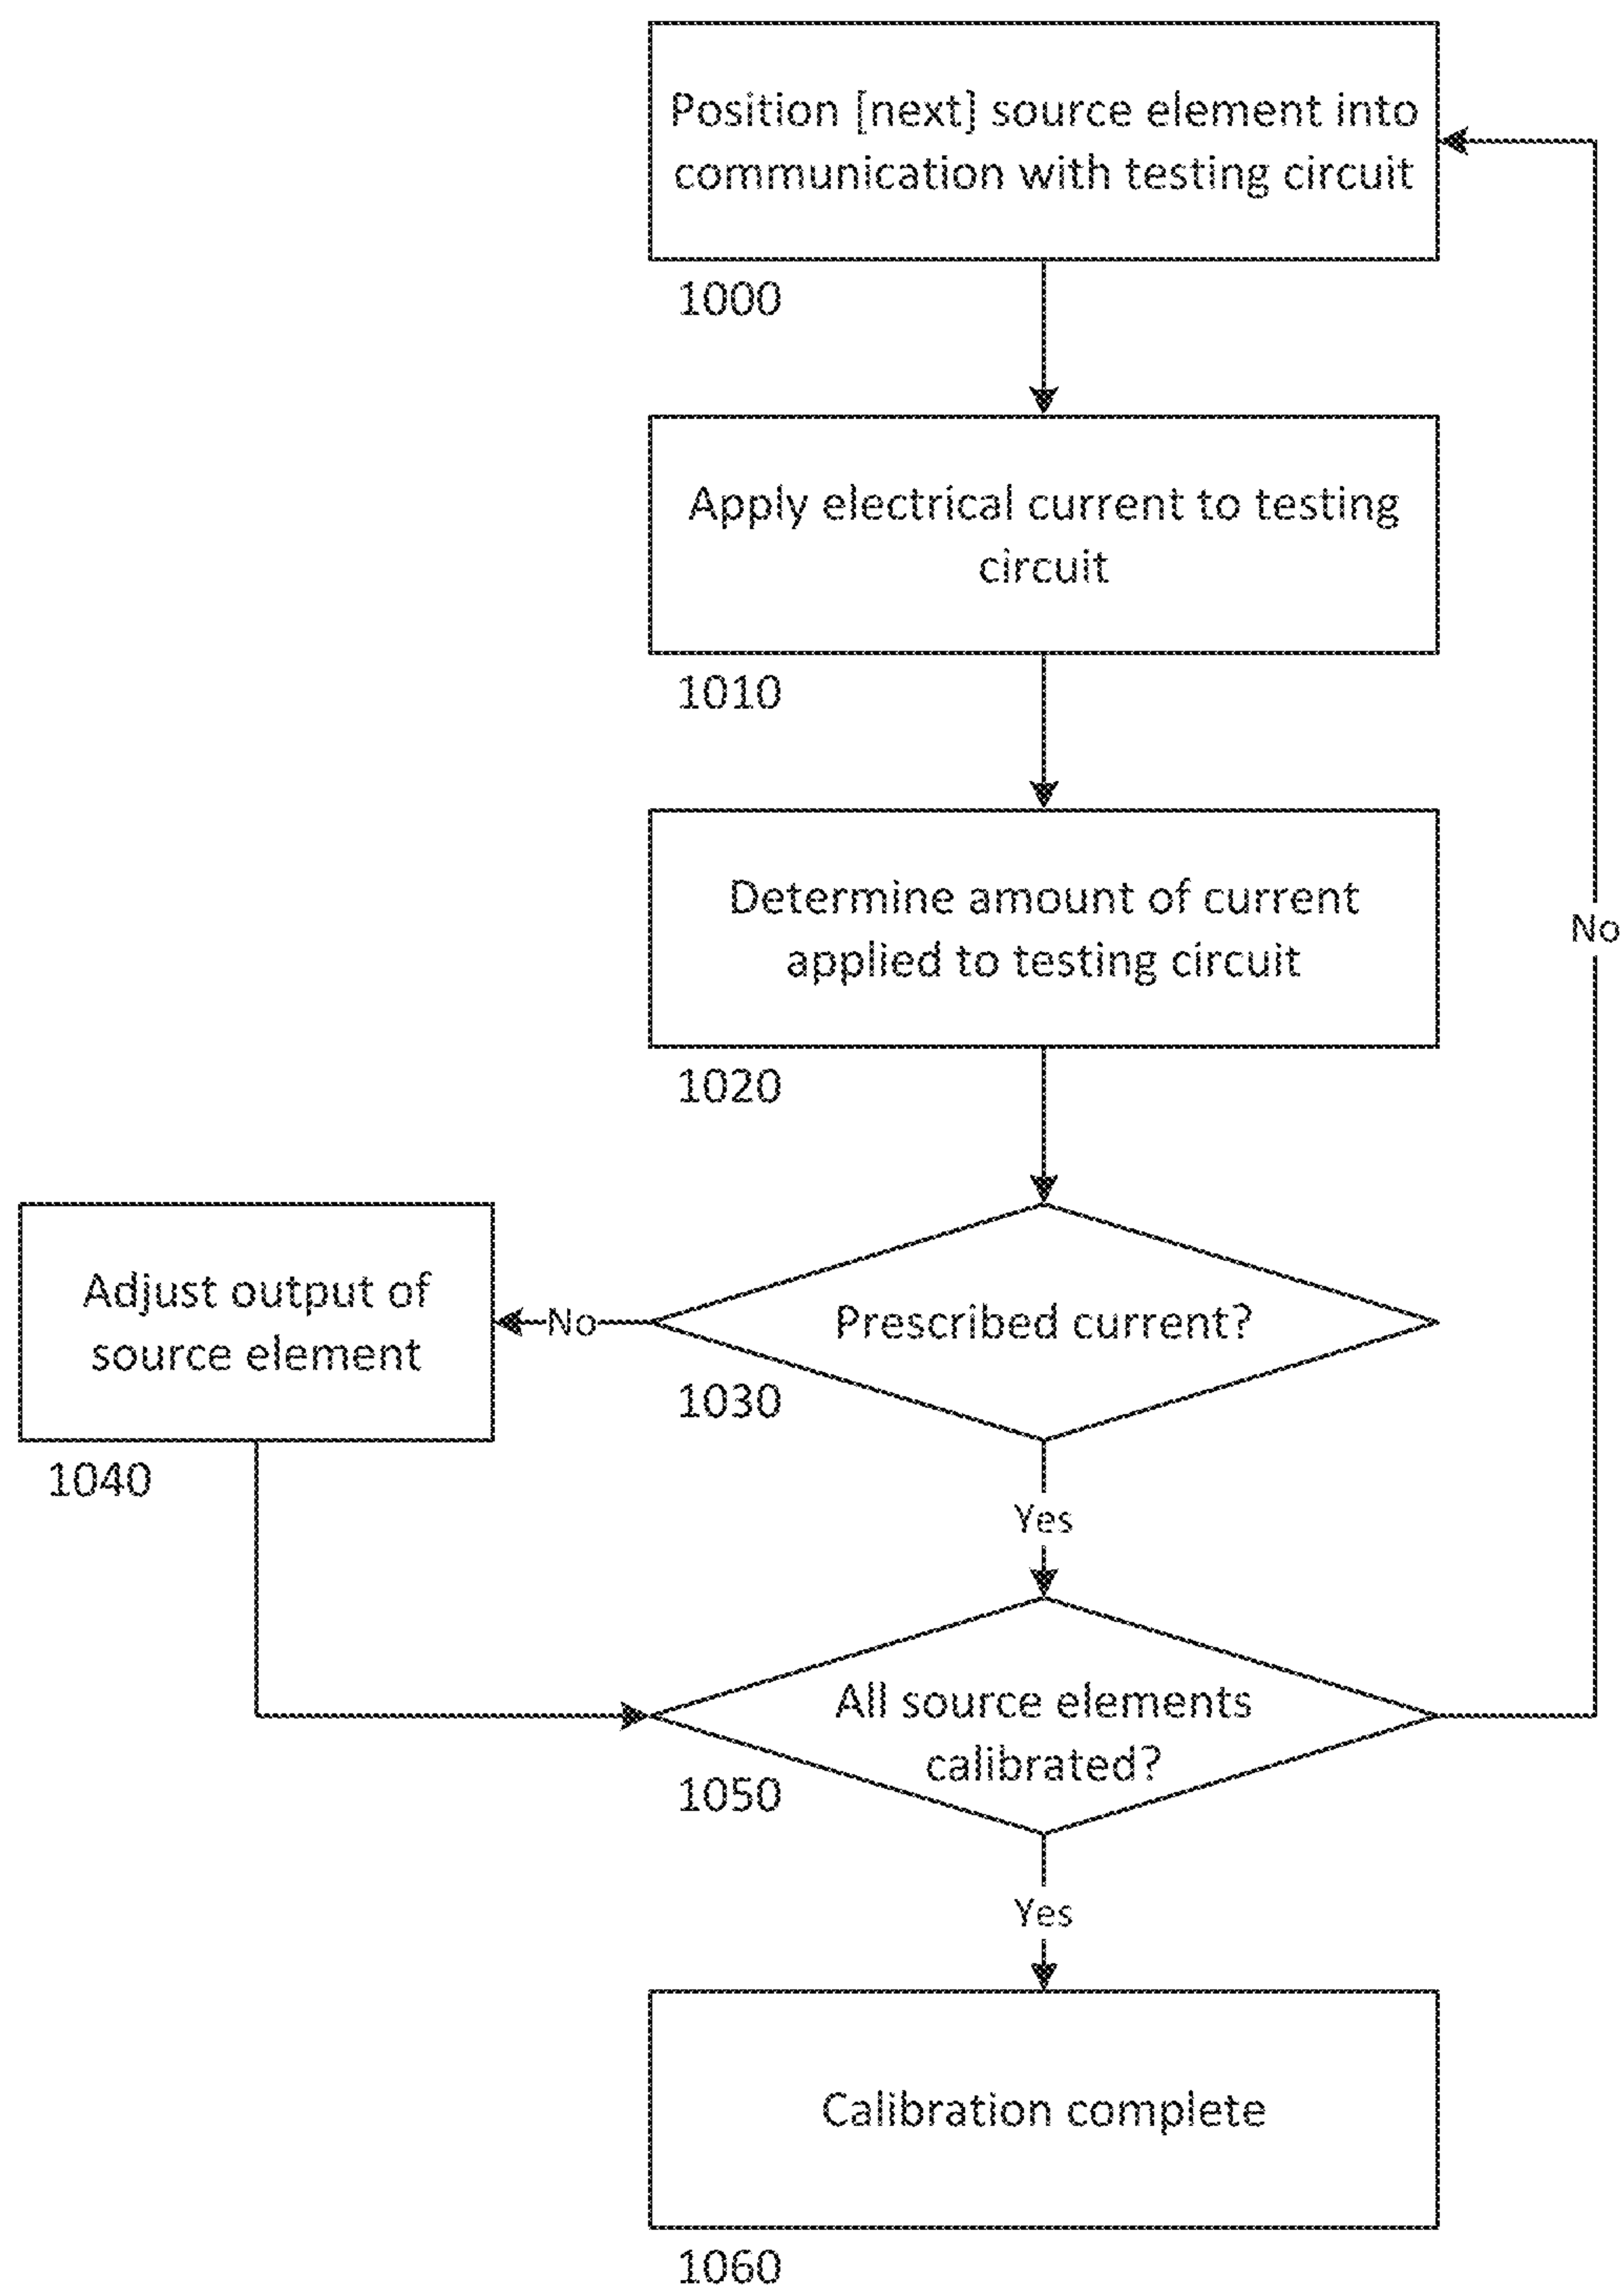 Position [next] source element into
communication with testing circuit
1000
Apply electrical current to testing
circuit
1010
Determine amount of current
applied to testing circuit
No
1020
Adjust output of
source element
No
Prescribed current?
1030
1040
Yes
All source elements
calibrated?
1050
Yes
Calibration complete
1060